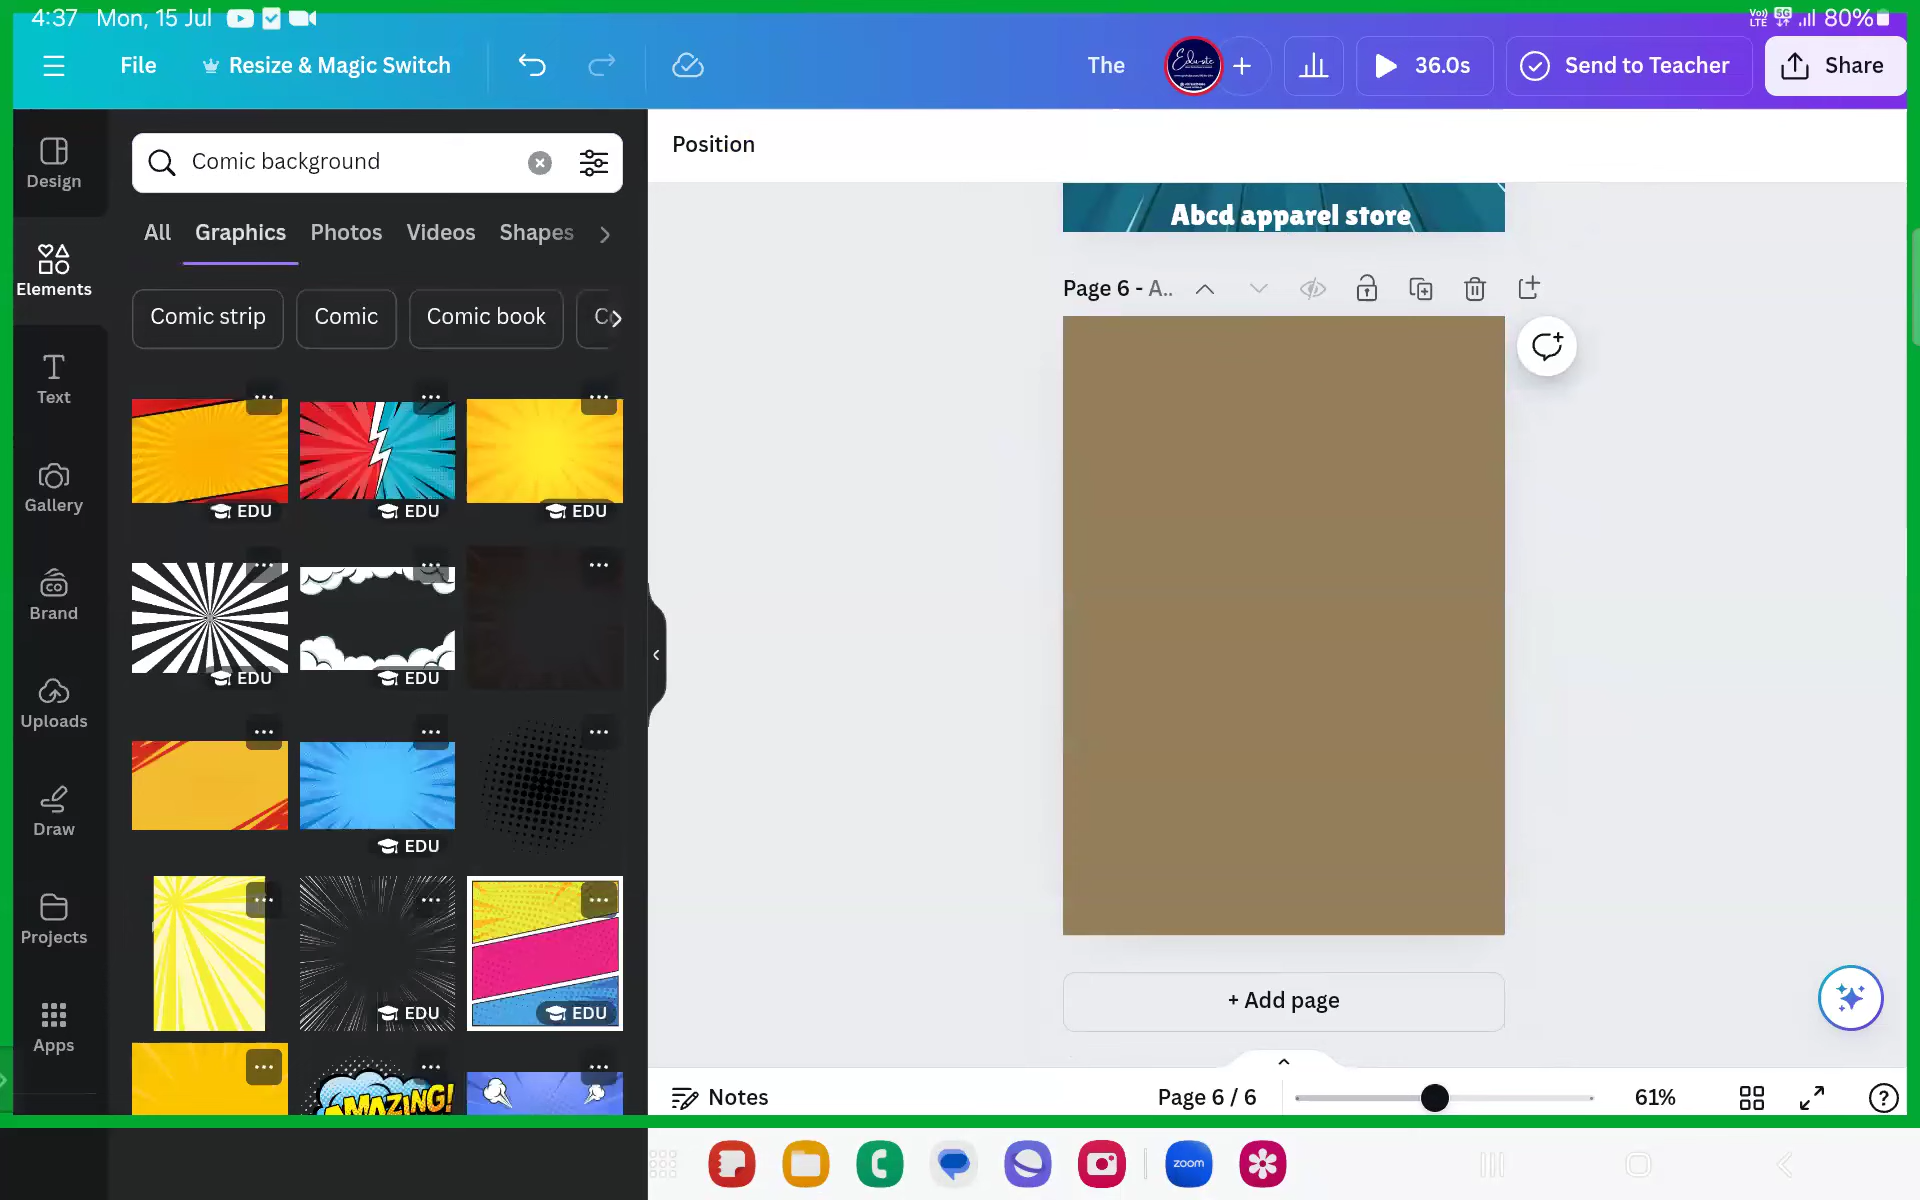 4:37 Mon, 15 Jul
Vo)) LTE 5G 80%
File
Resize & Magic Switch
The
36.0s
Send to Teacher
Share
Design
Elements
Text
Gallery
Brand
Uploads
Draw
Projects
Apps
Comic background
All Graphics Photos Videos Shapes
Comic strip Comic Comic book
EDU EDU EDU
EDU EDU
EDU
EDU EDU
AMAZING!
Position
Abcd apparel store
Page 6 - A..
+ Add page
Notes
Page 6 / 6
61%
zoom